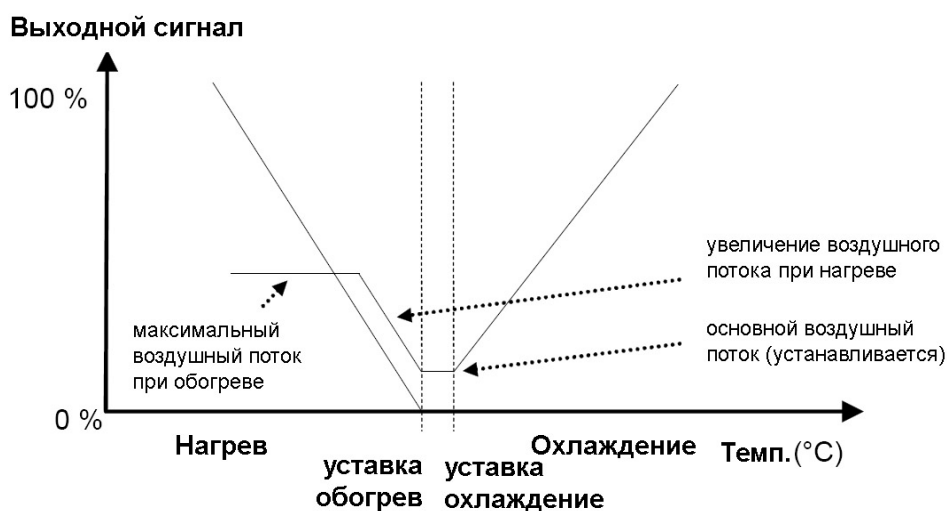 Выходной сигнал
100 %
увеличение воздушного
потока при нагреве
максимальный
воздушный поток
при обогреве
основной воздушный
поток (устанавливается)
0 %
Нагрев
Охлаждение
Темп.(°C)
уставка
обогрев
уставка
охлаждение